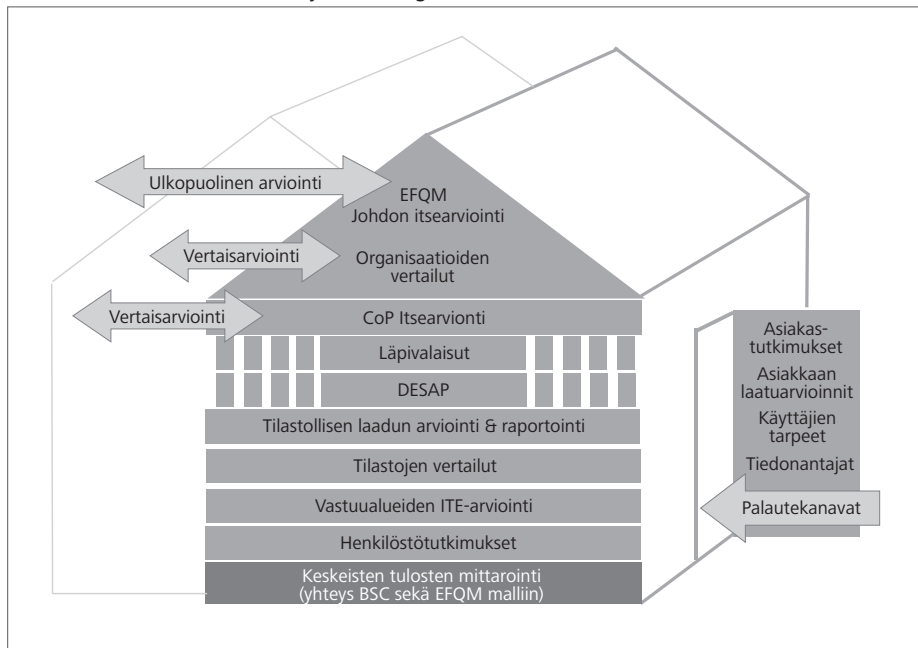 Ulkopuolinen arviointi
EFQM
Johdon itsearviointi
Vertaisarviointi
Organisaatioiden
vertailut
Vertaisarviointi
CoP Itsearvionti
Läpivalaisut
DESAP
Tilastollisen laadun arviointi & raportointi
Tilastojen vertailut
Vastuualueiden ITE-arviointi
Henkilöstötutkimukset
Keskeisten tulosten mittarointi
(yhteys BSC sekä EFQM malliin)
Asiakas-
tutkimukset
Asiakkaan
laatuarvioinnit
Käyttäjien
tarpeet
Tiedonantajat
Palautekanavat